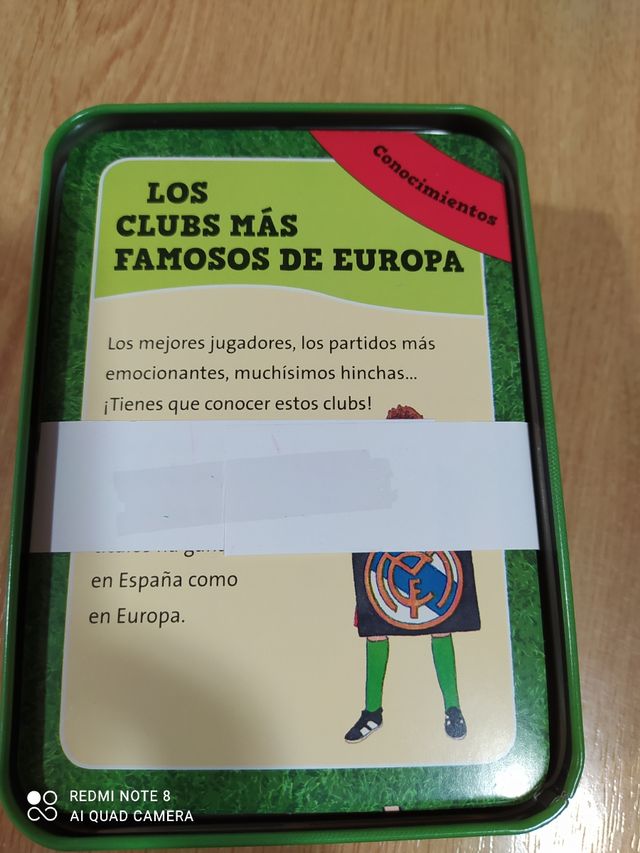 Conocimientos
LOS
CLUBS MÁS
FAMOSOS DE EUROPA
Los mejores jugadores, los partidos más
emocionantes, muchísimos hinchas...
¡Tienes que conocer estos clubs!
en España como
en Europa.
REDMI NOTE 8
AI QUAD CAMERA